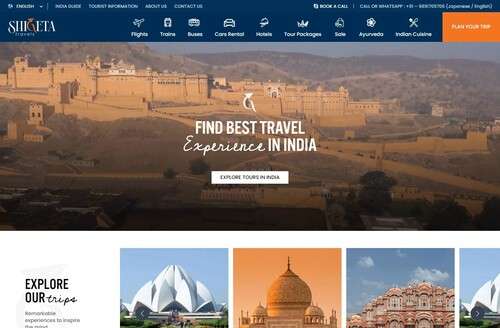 ENGLISH
INDIA GUIDE
TOURIST INFORMATION
ABOUT US
CONTACT US
BOOK A CALL
CALL OR WHATSAPP : +91 – 9891705706 (Japanese / English)
SHIKHETA
travels
Flights
Trains
Buses
Cars Rental
Hotels
Tour Packages
Sale
Ayurveda
Indian Cuisine
PLAN YOUR TRIP
FIND BEST TRAVEL
Experience IN INDIA
EXPLORE TOURS IN INDIA
EXPLORE
OUR trips
Remarkable
experiences to inspire
the mind